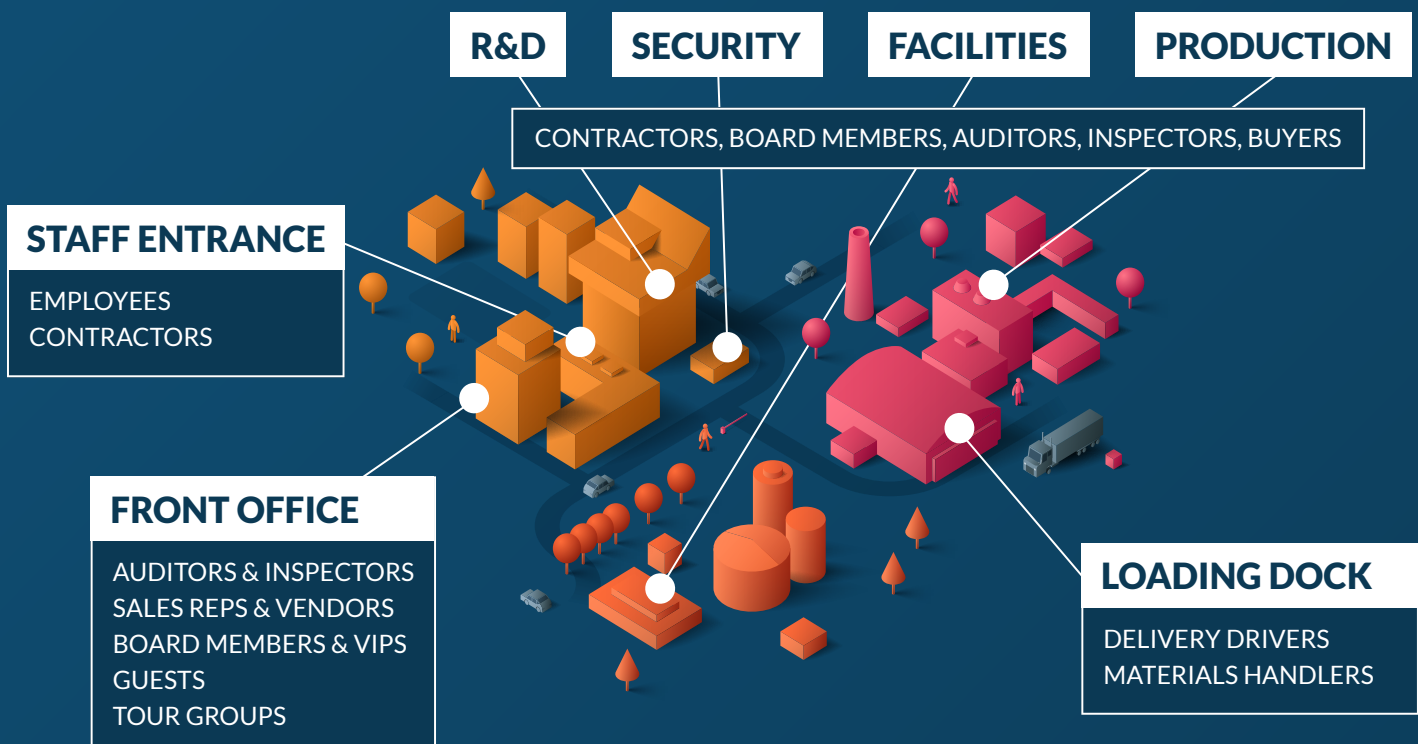 R&D
SECURITY
FACILITIES
PRODUCTION
CONTRACTORS, BOARD MEMBERS, AUDITORS, INSPECTORS, BUYERS
STAFF ENTRANCE
EMPLOYEES
CONTRACTORS
FRONT OFFICE
AUDITORS & INSPECTORS
SALES REPS & VENDORS
BOARD MEMBERS & VIPS
GUESTS
TOUR GROUPS
LOADING DOCK
DELIVERY DRIVERS
MATERIALS HANDLERS